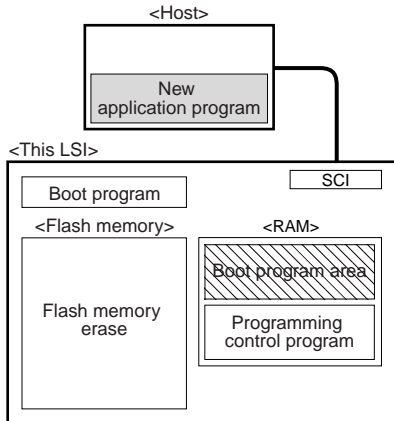 <Host>
New
application program
<This LSI>
SCI
Boot program
<Flash memory>
<RAM>
Boot program area
Flash memory
erase
Programming
control program